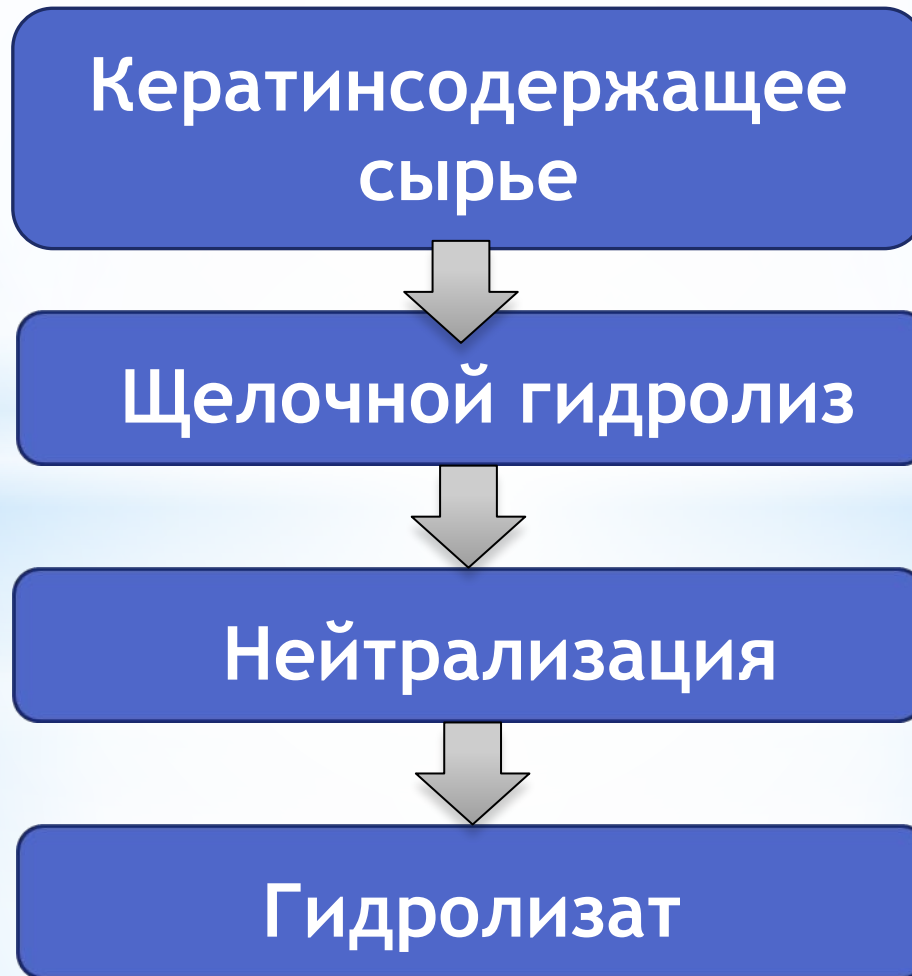 Кератинсодержащее
сырье
Щелочной гидролиз
Нейтрализация
Гидролизат